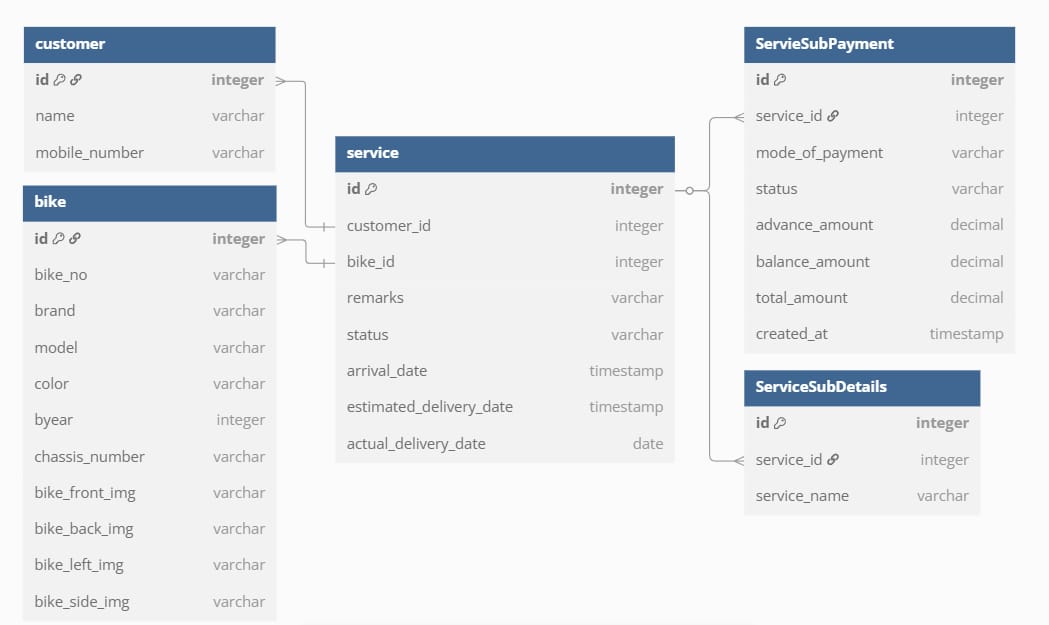 customer
id integer
name varchar
mobile_number varchar
bike
id integer
bike_no varchar
brand varchar
model varchar
color varchar
byear integer
chassis_number varchar
bike_front_img varchar
bike_back_img varchar
bike_left_img varchar
bike_side_img varchar
service
id integer
customer_id integer
bike_id integer
remarks varchar
status varchar
arrival_date timestamp
estimated_delivery_date timestamp
actual_delivery_date date
ServieSubPayment
id integer
service_id integer
mode_of_payment varchar
status varchar
advance_amount decimal
balance_amount decimal
total_amount decimal
created_at timestamp
ServiceSubDetails
id integer
service_id integer
service_name varchar